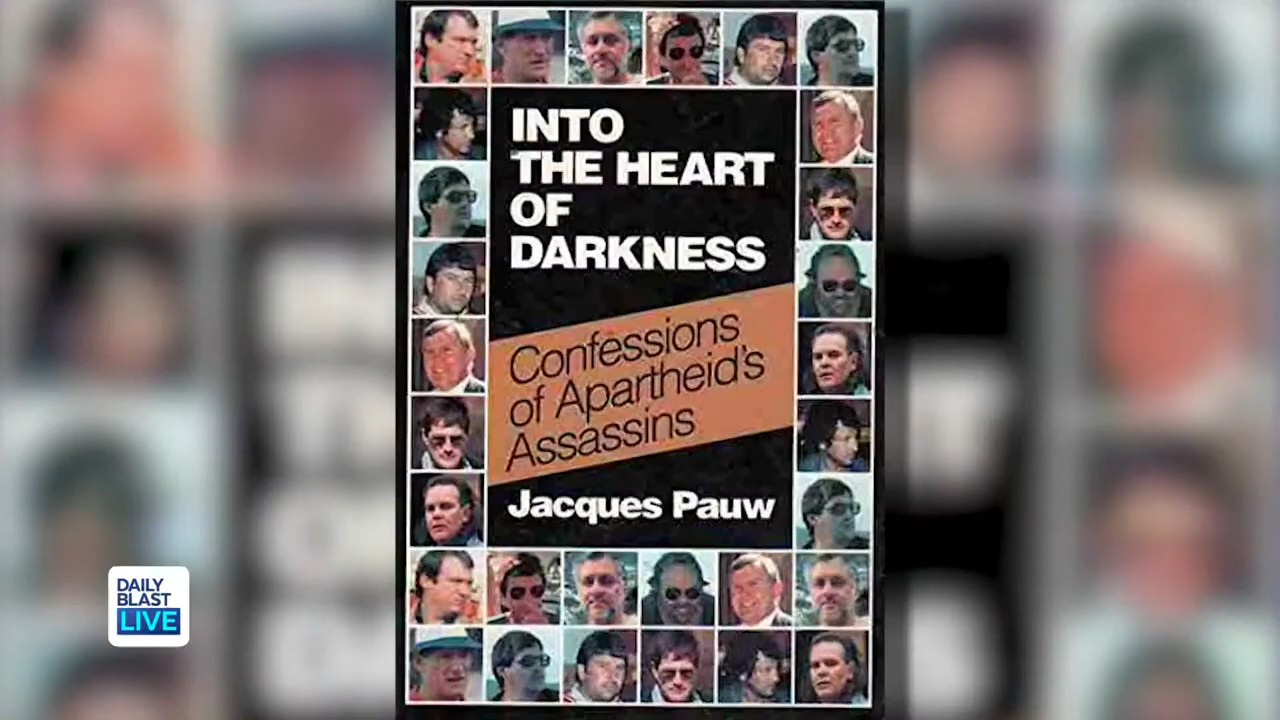 INTO
THE HEART
OF
DARKNESS
Confessions
of Apartheid's
Assassins
Jacques Pauw
DAILY
BLAST
LIVE